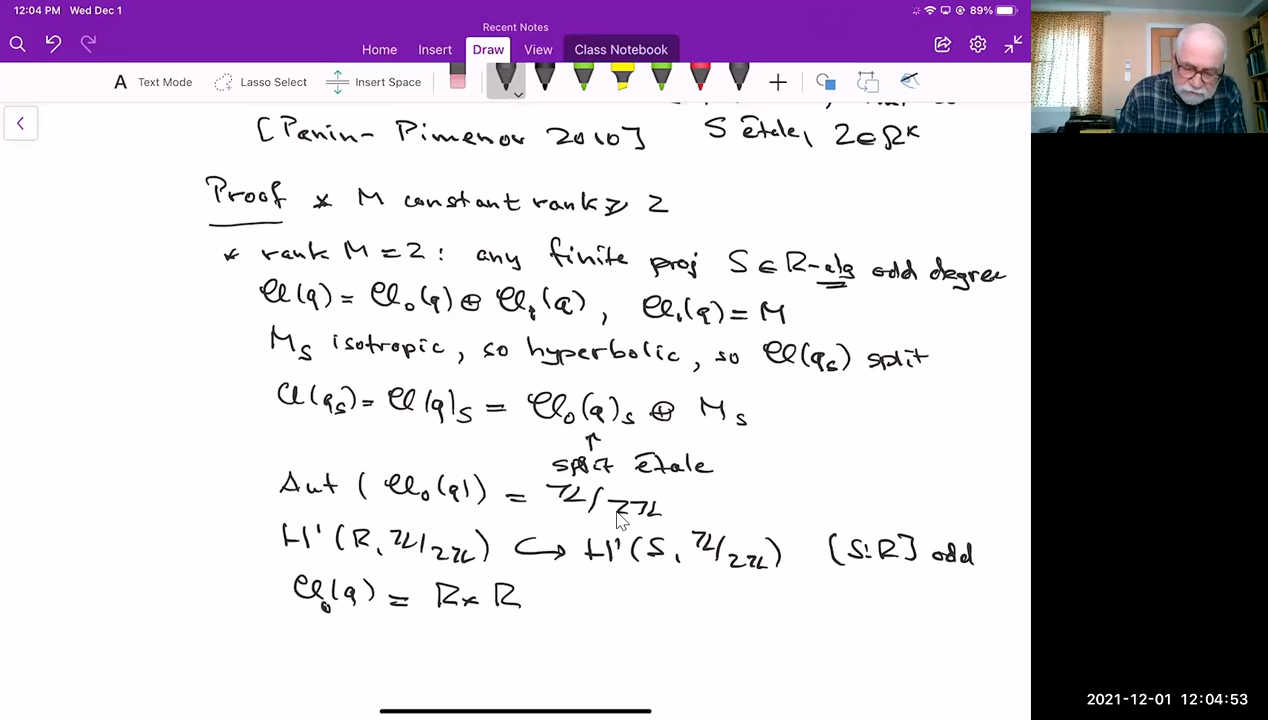 12:04 PM Wed Dec 1
89%
Recent Notes
Home Insert Draw View Class Notebook
Text Mode Lasso Select Insert Space
[Panin-Pimenov 2010] S étale, 2∈R^×
Proof * M constant rank ≥ 2
* rank M = 2 : any finite proj S ∈ R-alg odd degree
Cl(q) = Cl₀(q) ⊕ Cl₁(q), Cl₁(q) = M
M_S isotropic, so hyperbolic, so Cl(q_S) split
Cl(q_S) = Cl(q)_S = Cl₀(q)_S ⊕ M_S
↑
split étale
Aut (Cl₀(q)) = ℤ/2ℤ
H¹(R, ℤ/2ℤ) ↪ H¹(S, ℤ/2ℤ) [S:R] odd
Cl₀(q) = R × R
2021-12-01 12:04:53